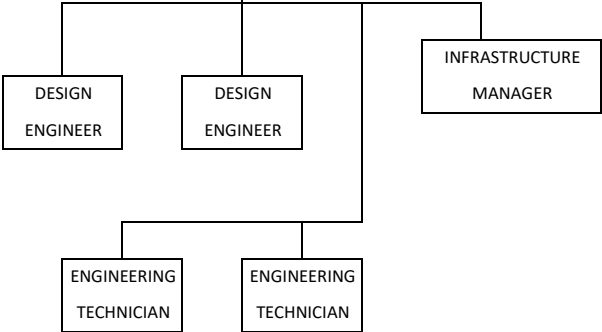 DESIGN
ENGINEER
DESIGN
ENGINEER
INFRASTRUCTURE
MANAGER
ENGINEERING
TECHNICIAN
ENGINEERING
TECHNICIAN